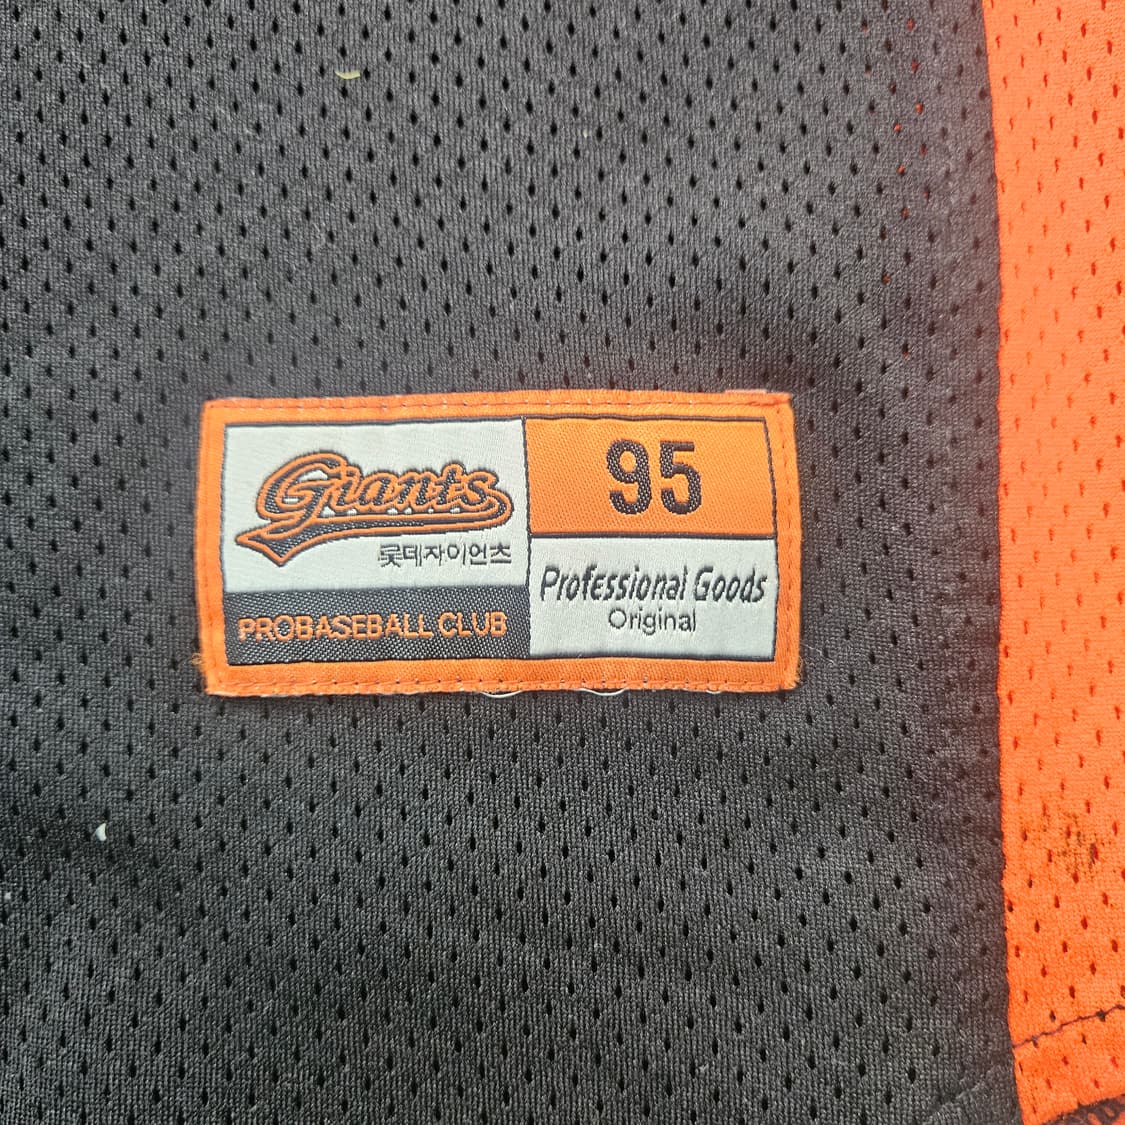 Giants
롯데자이언츠
PROBASEBALL CLUB
95
Professional Goods
Original